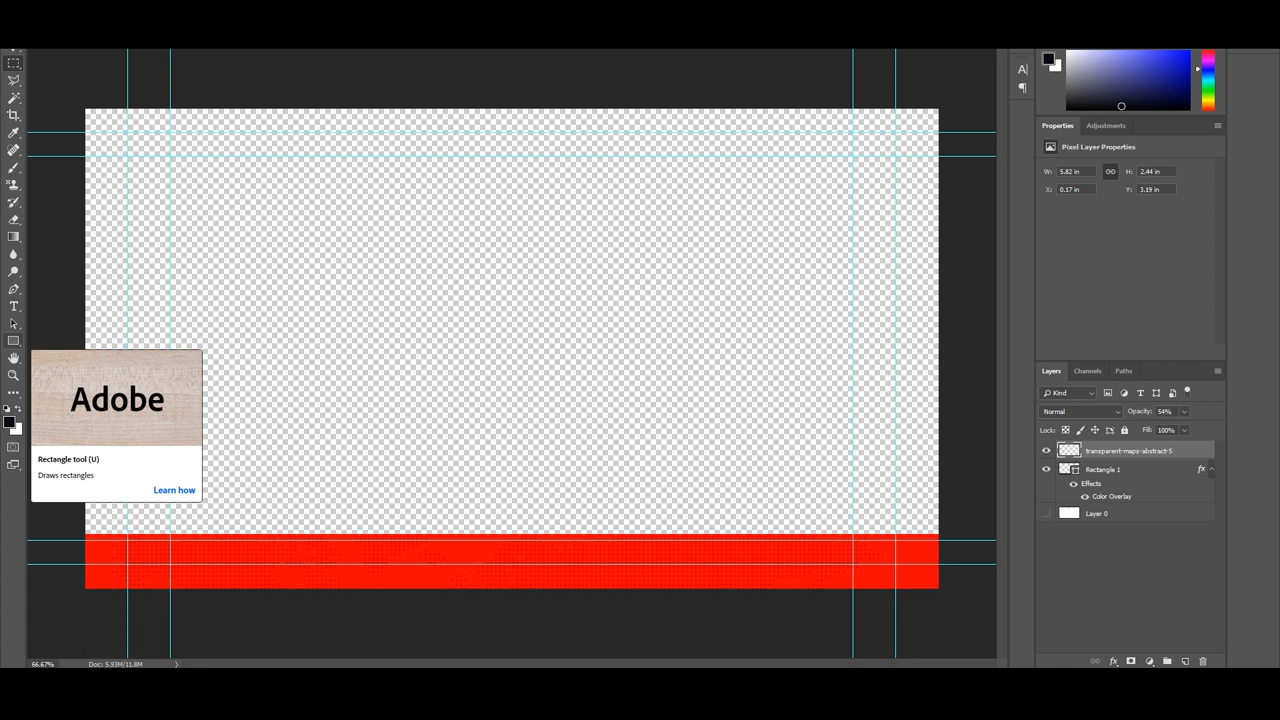 A|
¶
Properties
Adjustments
Pixel Layer Properties
W: 5.82 in
H: 2.44 in
X: 0.17 in
Y: 3.19 in
Layers
Channels
Paths
Kind
Normal
Opacity: 54%
Lock:
Fill: 100%
transparent-maps-abstract-5
Rectangle 1
fx
Effects
Color Overlay
Layer 0
fx
T
Adobe
Rectangle tool (U)
Draws rectangles
Learn how
66.67%
Doc: 5.93M/11.8M